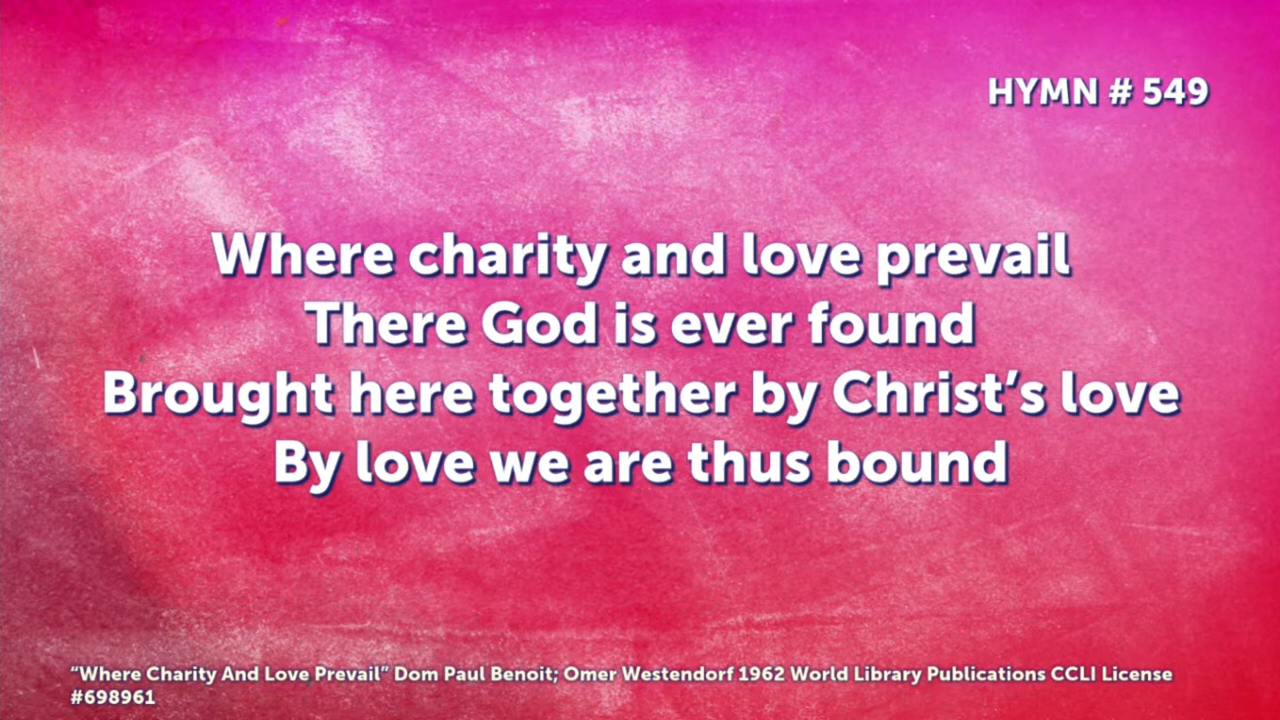 HYMN # 549
Where charity and love prevail
There God is ever found
Brought here together by Christ’s love
By love we are thus bound
“Where Charity And Love Prevail” Dom Paul Benoit; Omer Westendorf 1962 World Library Publications CCLI License
#698961